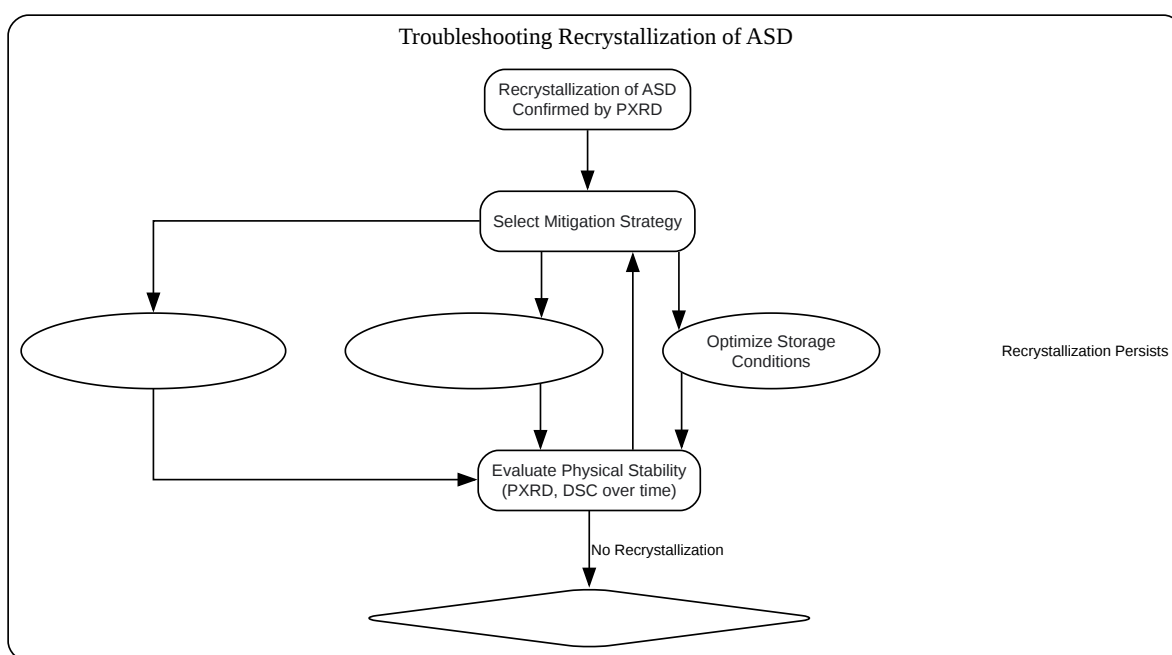 Troubleshooting Recrystallization of ASD
Recrystallization of ASD
Confirmed by PXRD
Select Mitigation Strategy
Optimize Storage
Conditions
Recrystallization Persists
Evaluate Physical Stability
(PXRD, DSC over time)
No Recrystallization